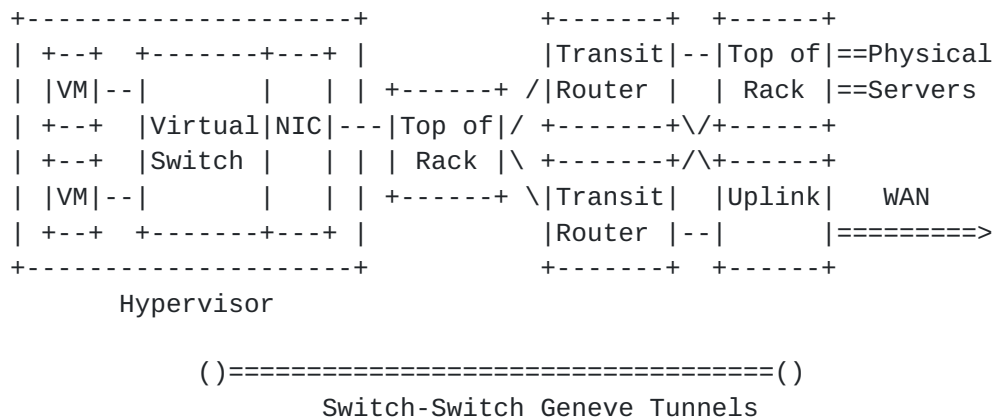 +---------------------+           +-------+  +------+
| +--+  +-------+---+ |           |Transit|--|Top of|==Physical
| |VM|--|       |   | | +------+ /|Router |  | Rack |==Servers
| +--+  |Virtual|NIC|---|Top of|/ +-------+\/+------+
| +--+  |Switch |   | | | Rack |\ +-------+/\+------+
| |VM|--|       |   | | +------+ \|Transit|  |Uplink|   WAN
| +--+  +-------+---+ |           |Router |--|      |=========>
+---------------------+           +-------+  +------+
Hypervisor
()===================================()
Switch-Switch Geneve Tunnels